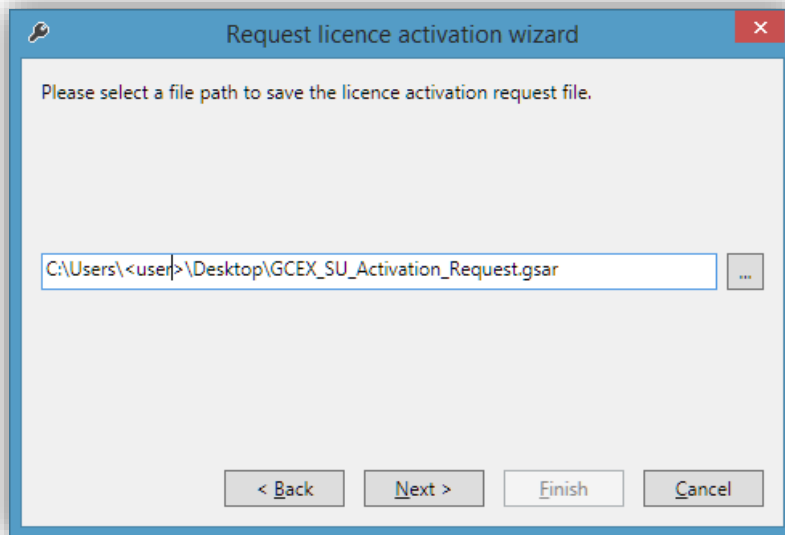 Request licence activation wizard
Please select a file path to save the licence activation request file.
C:\Users\<user>\Desktop\GCEX_SU_Activation_Request.gsar
...
< Back
Next >
Finish
Cancel